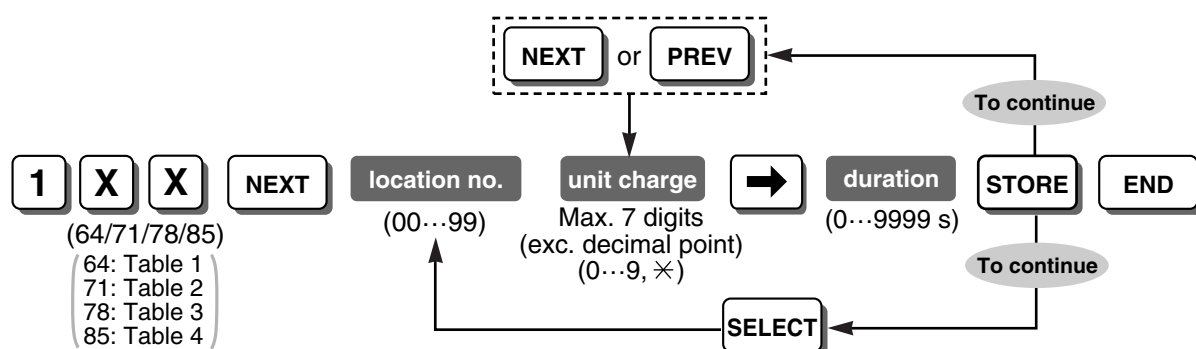 NEXT or PREV
To continue
1 X X NEXT location no. unit charge ➡ duration STORE END
(64/71/78/85) (00···99) Max. 7 digits (0···9999 s)
(exc. decimal point)
(0···9, ✳)
64: Table 1
71: Table 2
78: Table 3
85: Table 4
To continue
SELECT